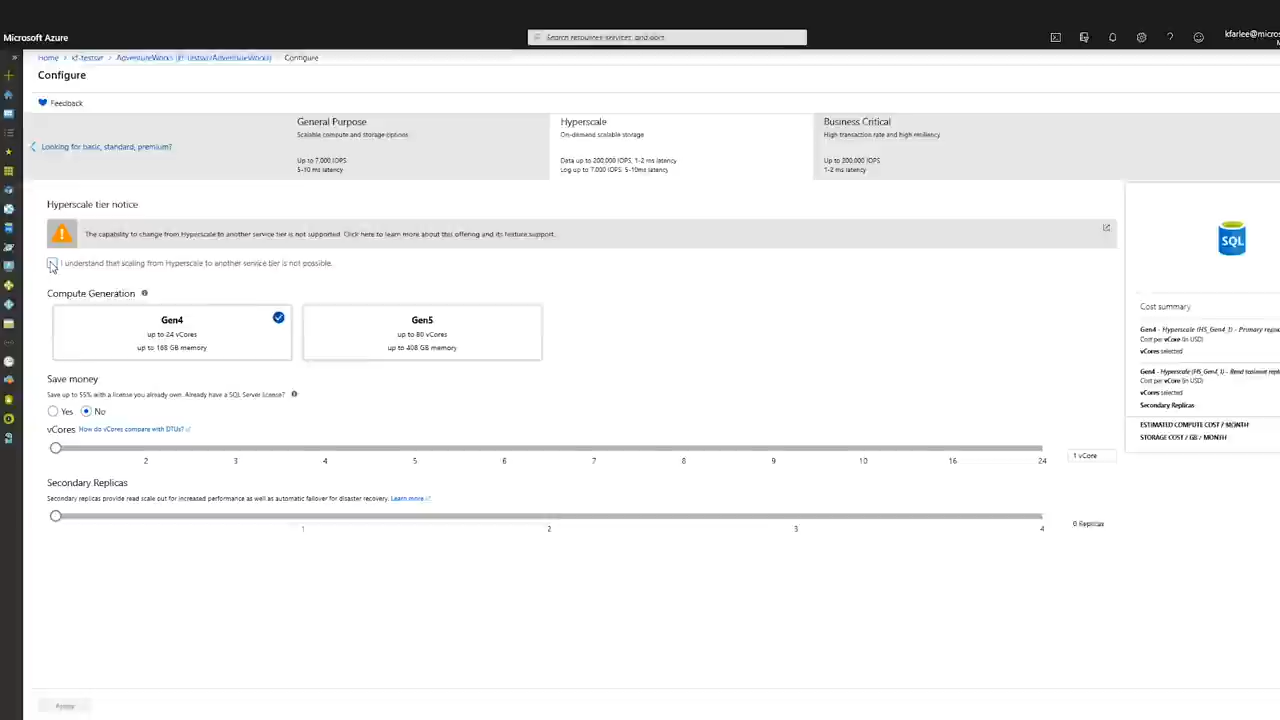 Microsoft Azure
Search resources, services, and docs
kfarlee@micros
Home > kf-testsvr > AdventureWorks (kf-testsvr/AdventureWorks) > Configure
Configure
Feedback
Looking for basic, standard, premium?
General Purpose
Scalable compute and storage options
Up to 7,000 IOPS
5-10 ms latency
Hyperscale
On-demand scalable storage
Data up to 200,000 IOPS, 1-2 ms latency
Log up to 7,000 IOPS, 5-10ms latency
Business Critical
High transaction rate and high resiliency
Up to 200,000 IOPS
1-2 ms latency
Hyperscale tier notice
The capability to change from Hyperscale to another service tier is not supported. Click here to learn more about this offering and its feature support.
I understand that scaling from Hyperscale to another service tier is not possible.
Compute Generation
Gen4
up to 24 vCores
up to 168 GB memory
Gen5
up to 80 vCores
up to 408 GB memory
Save money
Save up to 55% with a license you already own. Already have a SQL Server license?
Yes No
vCores How do vCores compare with DTUs?
2 3 4 5 6 7 8 9 10 16 24
1 vCore
Secondary Replicas
Secondary replicas provide read scale out for increased performance as well as automatic failover for disaster recovery. Learn more
1 2 3 4
0 Replicas
SQL
Cost summary
Gen4 - Hyperscale (HS_Gen4_1) - Primary
Cost per vCore (in USD)
vCores selected
Gen4 - Hyperscale (HS_Gen4_1) - Read
Cost per vCore (in USD)
vCores selected
Secondary Replicas
ESTIMATED COMPUTE COST / MONTH
STORAGE COST / GB / MONTH
Apply